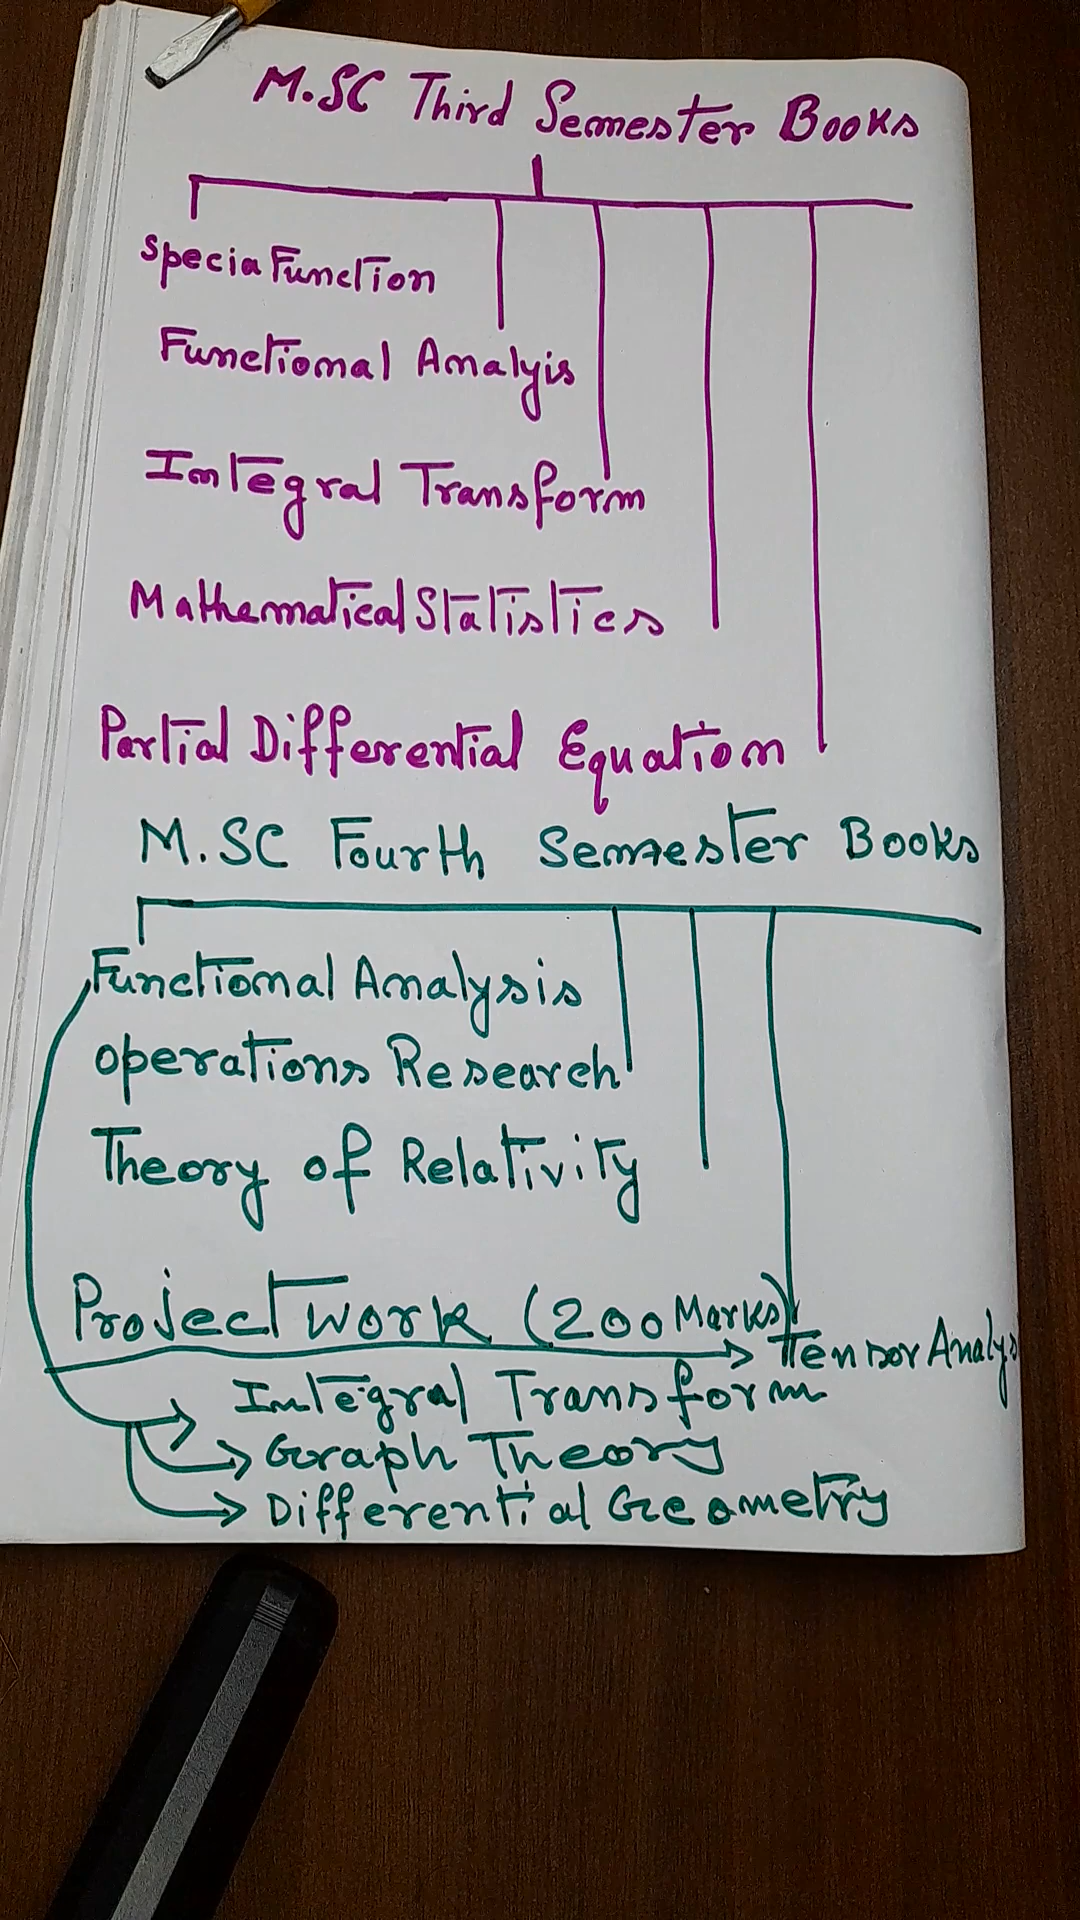 M.SC Third Semester Books
Specia Function
Functional Analyis
Integral Transform
Mathematical Statistics
Partial Differential Equation
M.SC Fourth Semester Books
Functional Analysis
operations Research
Theory of Relativity
Project work (200 Marks)
Tensor Analys
Integral Transform
Graph Theory
Differential Geometry